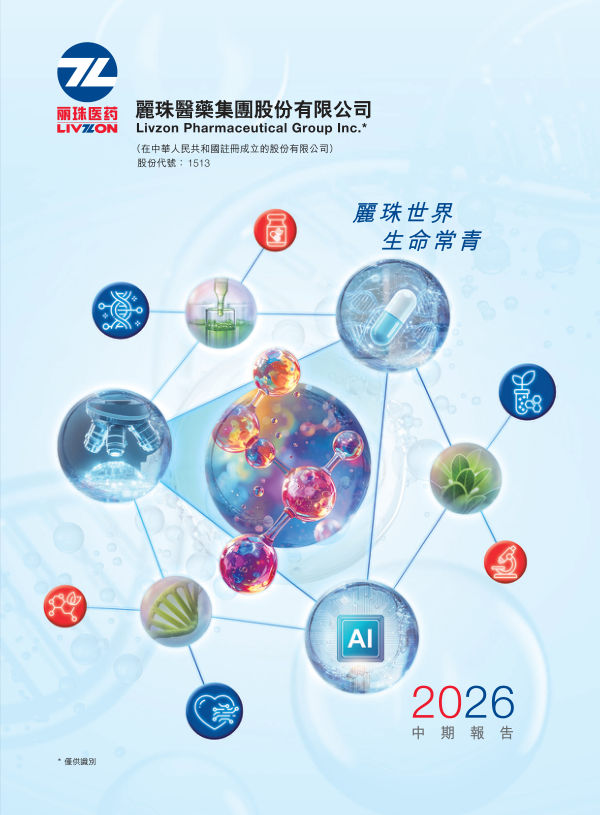 丽珠医药
LIVZON
麗珠醫藥集團股份有限公司
Livzon Pharmaceutical Group Inc.*
（在中華人民共和國註冊成立的股份有限公司）
股份代號：1513
麗珠世界
生命常青
AI
2026
中期報告
* 僅供識別